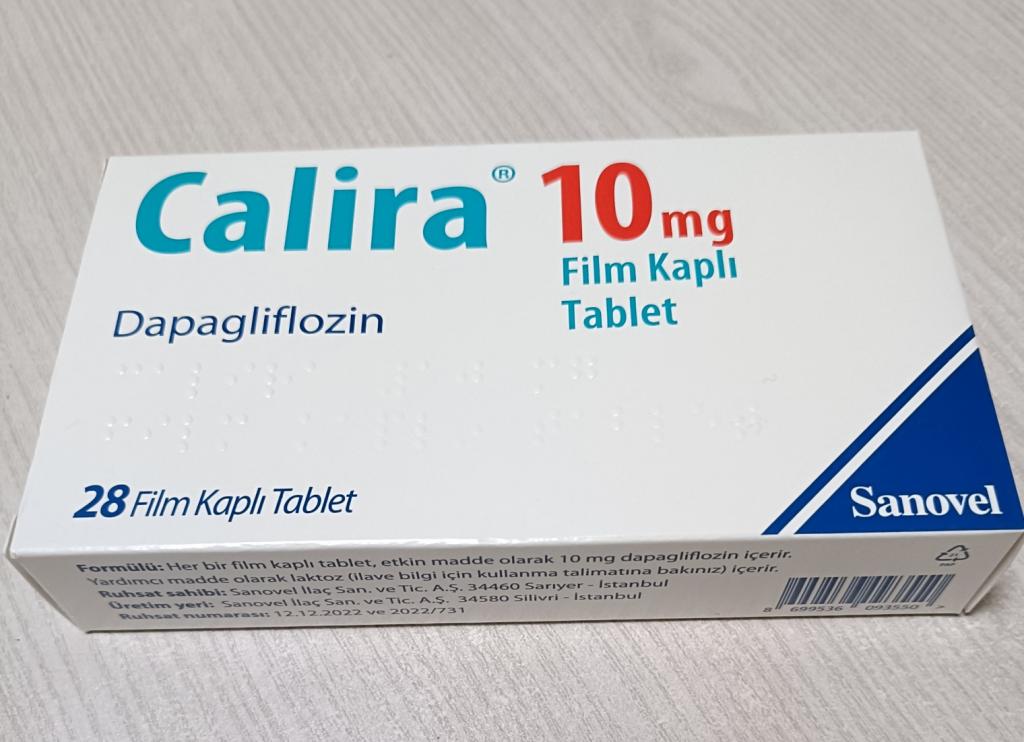 Calira® 10 mg
Film Kaplı
Tablet
Dapagliflozin
28 Film Kaplı Tablet
Sanovel
Formülü: Her bir film kaplı tablet, etkin madde olarak 10 mg dapagliflozin içerir.
Yardımcı madde olarak laktoz (ilave bilgi için kullanma talimatına bakınız) içerir.
Ruhsat sahibi: Sanovel İlaç San. ve Tic. A.Ş. 34460 Sarıyer - İstanbul
Üretim yeri: Sanovel İlaç San. ve Tic. A.Ş. 34580 Silivri - İstanbul
Ruhsat numarası: 12.12.2022 ve 2022/731
8 699536 093550 7